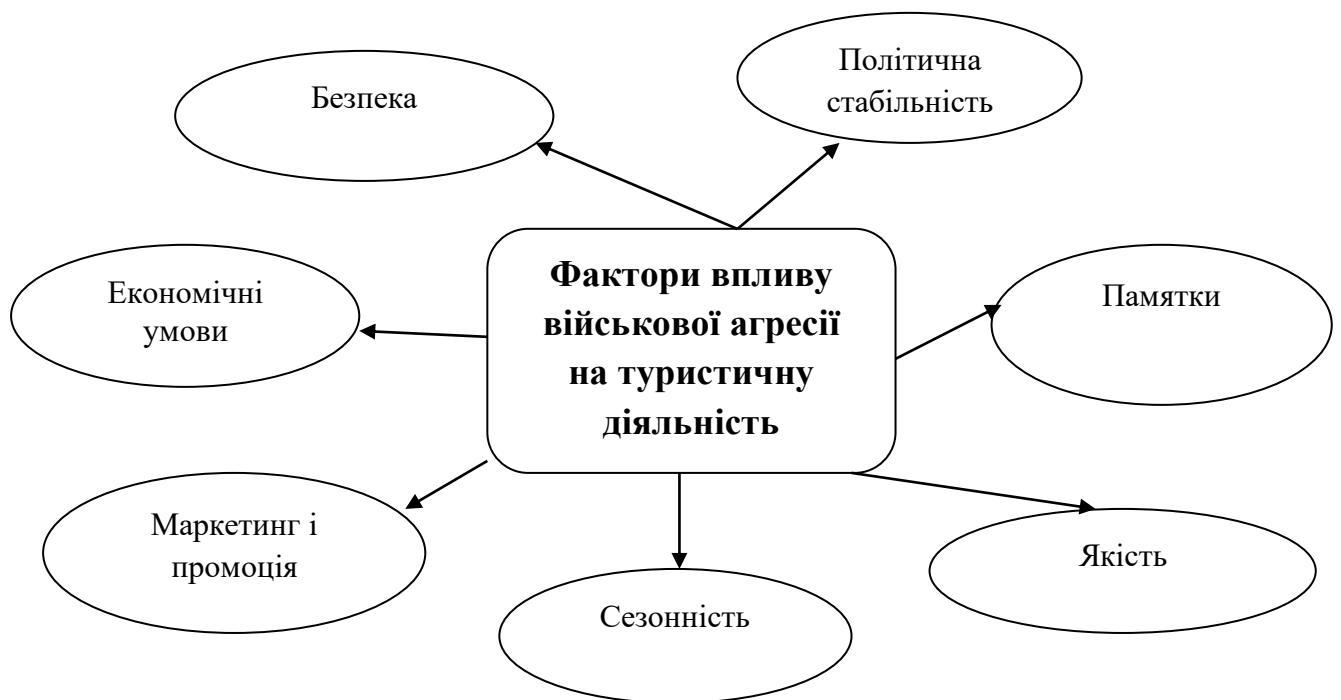 Політична
стабільність
Безпека
Фактори впливу
військової агресії
на туристичну
діяльність
Економічні
умови
Памятки
Маркетинг і
промоція
Якість
Сезонність